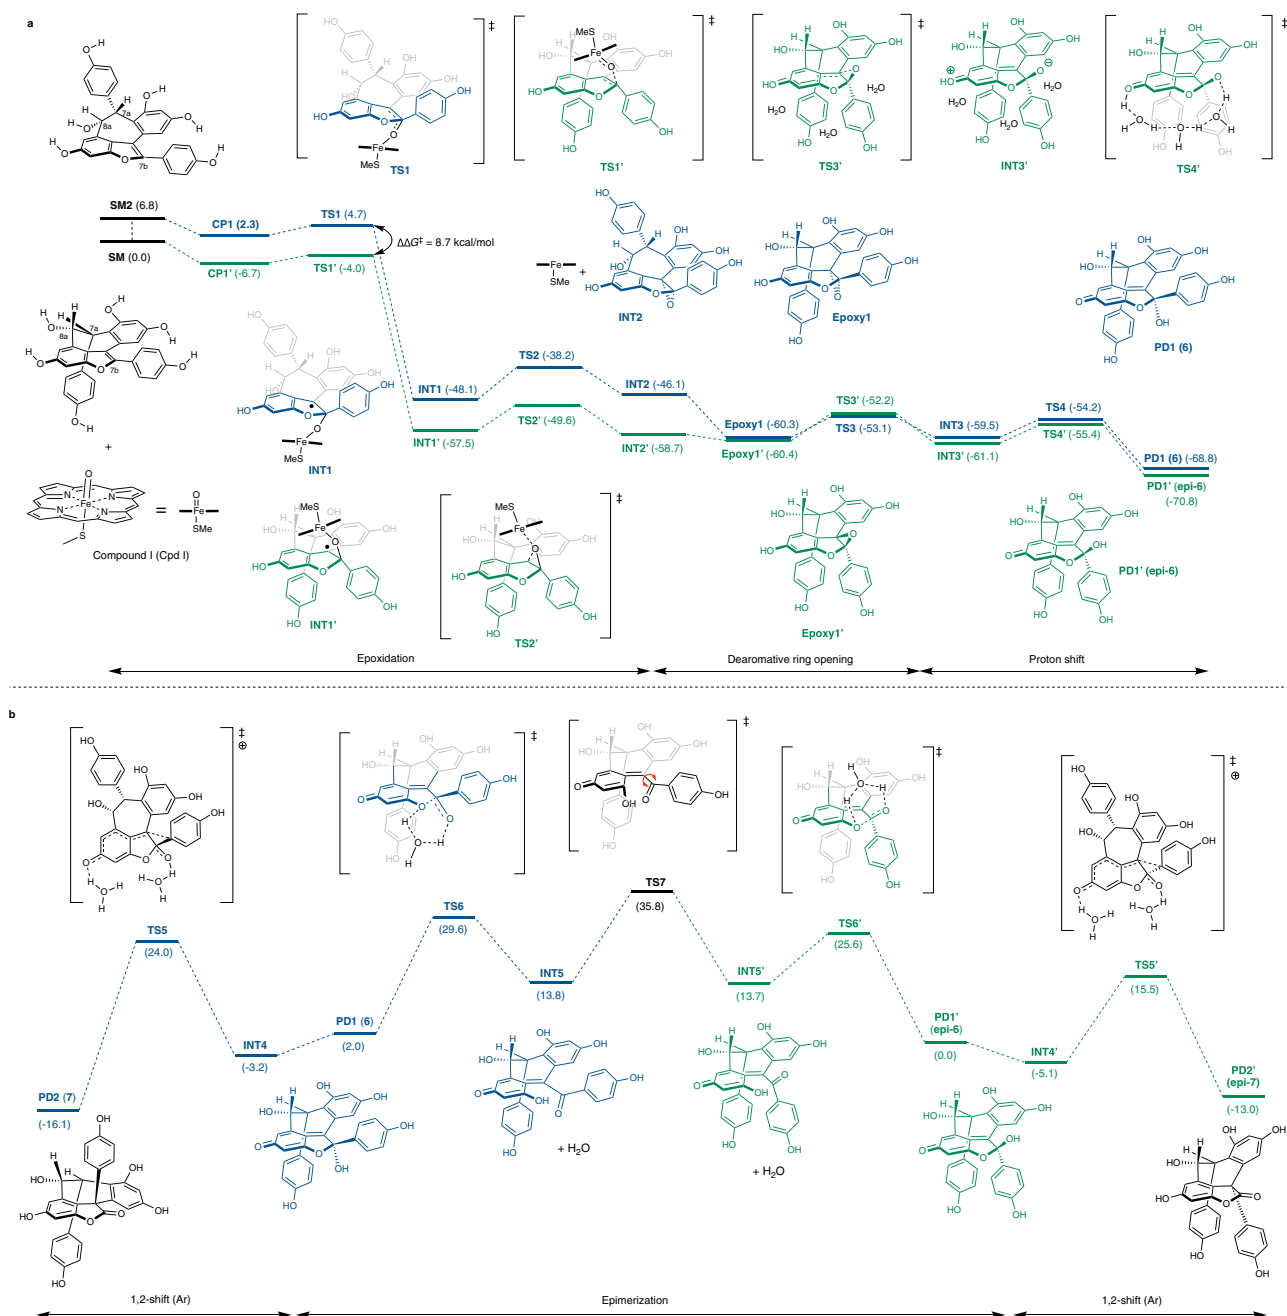 a
TS1
TS1'
TS3'
INT3'
TS4'
SM2 (6.8)
SM (0.0)
CP1 (2.3)
CP1' (-6.7)
TS1 (4.7)
TS1' (-4.0)
ΔΔG‡ = 8.7 kcal/mol
INT2
Epoxy1
PD1 (6)
INT1
INT1 (-48.1)
INT1' (-57.5)
TS2 (-38.2)
TS2' (-49.6)
INT2 (-46.1)
INT2' (-58.7)
Epoxy1 (-60.3)
Epoxy1' (-60.4)
TS3' (-52.2)
TS3 (-53.1)
INT3 (-59.5)
INT3' (-61.1)
TS4 (-54.2)
TS4' (-55.4)
PD1 (6) (-68.8)
PD1' (epi-6)
(-70.8)
Compound I (Cpd I)
INT1'
TS2'
Epoxy1'
PD1' (epi-6)
Epoxidation
Dearomative ring opening
Proton shift
b
TS5
(24.0)
TS6
(29.6)
TS7
(35.8)
TS6'
(25.6)
TS5'
(15.5)
PD2 (7)
(-16.1)
INT4
(-3.2)
PD1 (6)
(2.0)
INT5
(13.8)
INT5'
(13.7)
PD1'
(epi-6)
(0.0)
INT4'
(-5.1)
PD2'
(epi-7)
(-13.0)
+ H₂O
+ H₂O
1,2-shift (Ar)
Epimerization
1,2-shift (Ar)